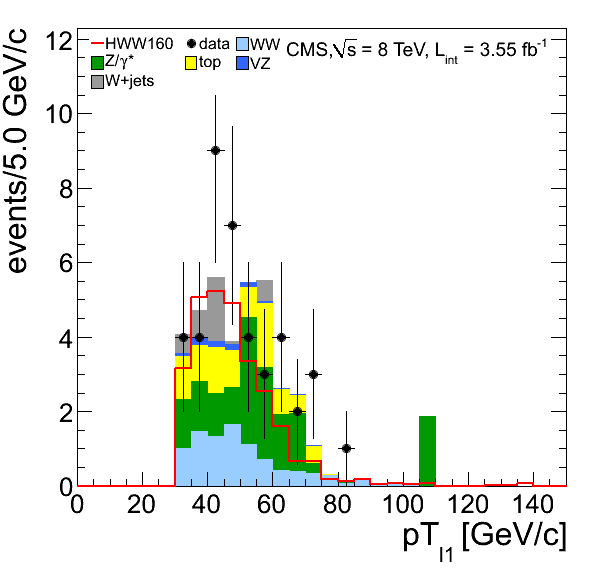 12
HWW160 data WW CMS,√s = 8 TeV, L_int = 3.55 fb⁻¹
Z/γ* top VZ
W+jets
events/5.0 GeV/c
10
8
6
4
2
0
0 20 40 60 80 100 120 140
pT_l1 [GeV/c]